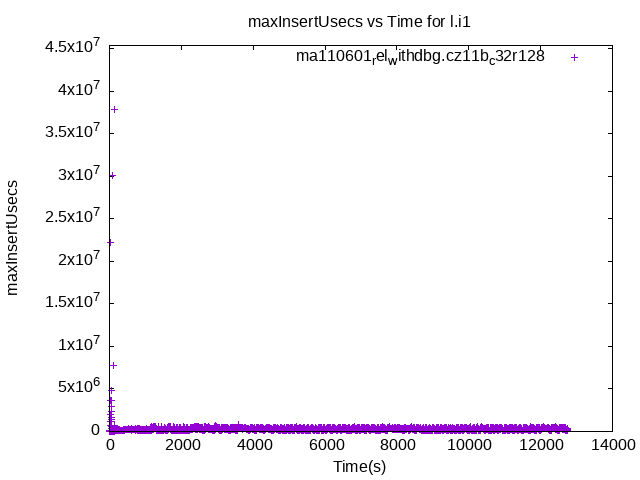 maxInsertUsecs vs Time for l.i1
4.5x10^7
ma110601_rel_withdbg.cz11b_c32r128
4x10^7
3.5x10^7
3x10^7
2.5x10^7
2x10^7
1.5x10^7
1x10^7
5x10^6
0
maxInsertUsecs
0 2000 4000 6000 8000 10000 12000 14000
Time(s)